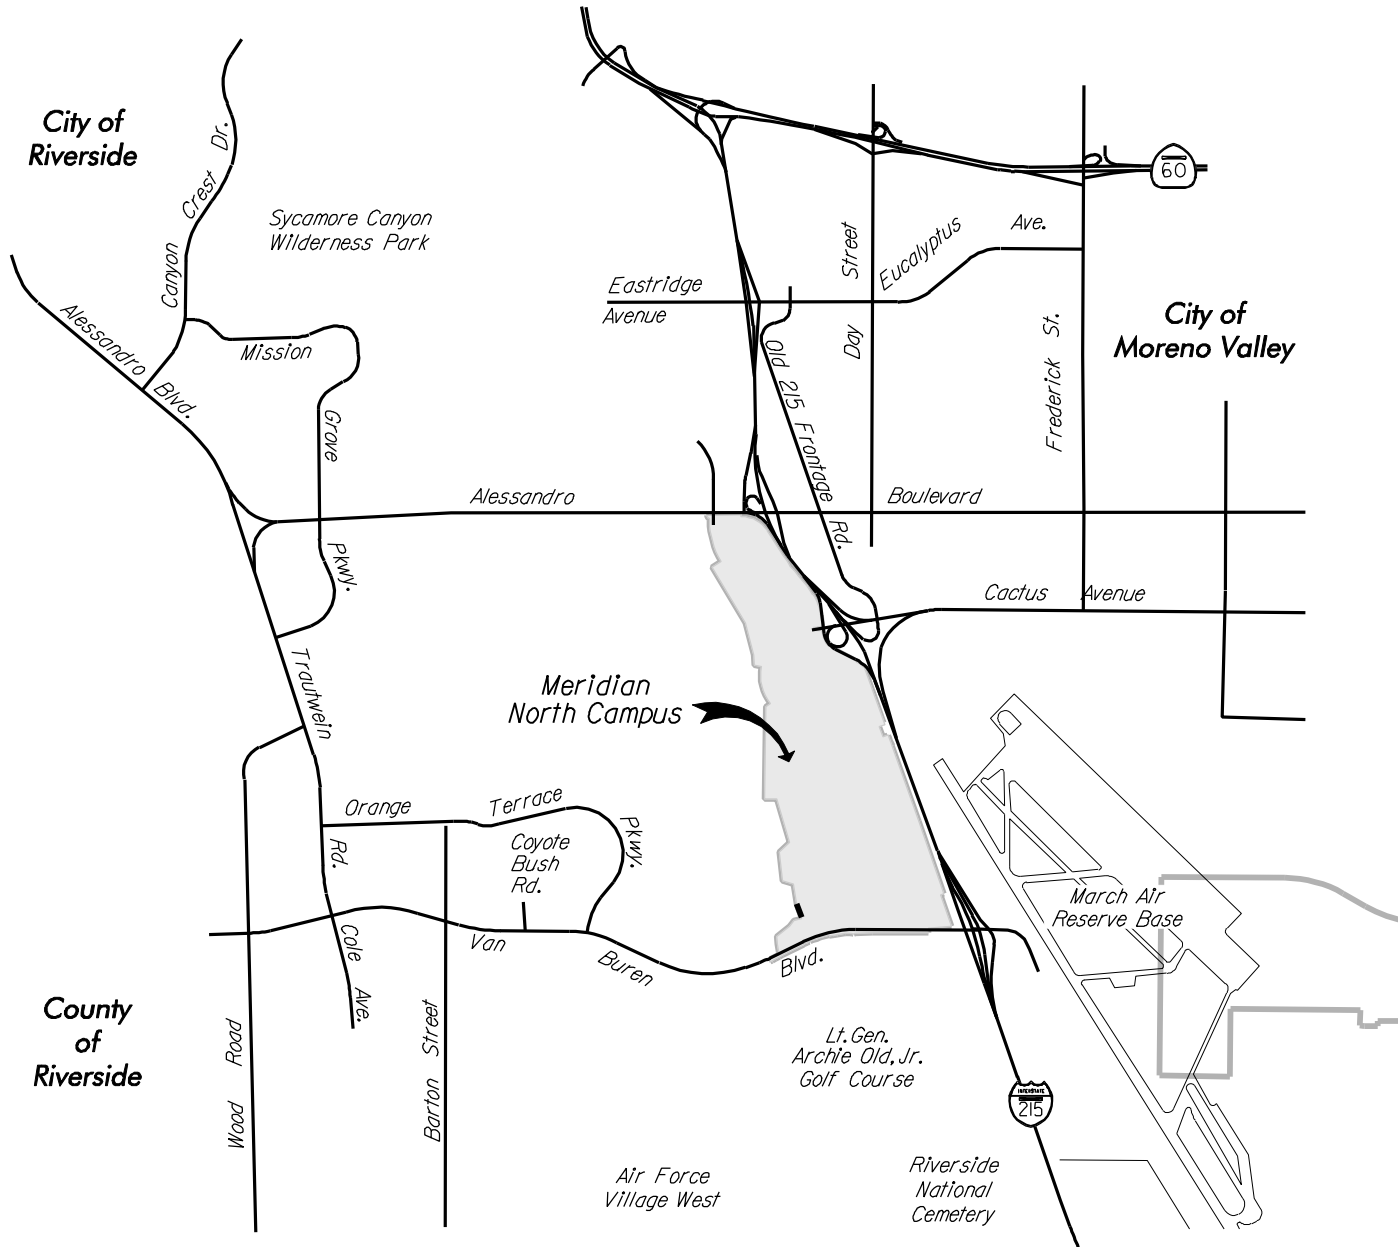 City of
Riverside
Canyon Crest Dr.
Sycamore Canyon
Wilderness Park
60
Eastridge
Avenue
Day Street
Eucalyptus Ave.
Frederick St.
City of
Moreno Valley
Alessandro Blvd.
Mission
Grove
Pkwy.
Old 215 Frontage Rd.
Alessandro
Boulevard
Cactus Avenue
Meridian
North Campus
Trautwein
Rd.
Orange Terrace
Pkwy.
Coyote
Bush
Rd.
March Air
Reserve Base
Van Buren Blvd.
Cole Ave.
County
of
Riverside
Wood Road
Barton Street
Lt.Gen.
Archie Old,Jr.
Golf Course
INTERSTATE
215
Air Force
Village West
Riverside
National
Cemetery